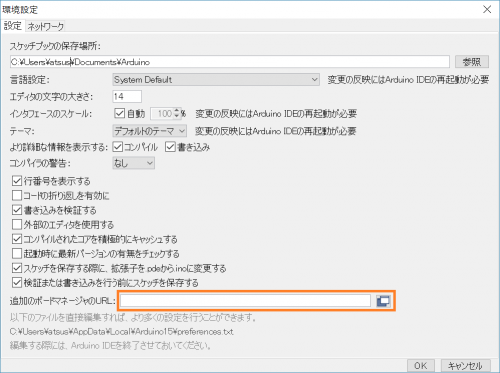 環境設定
設定 ネットワーク
スケッチブックの保存場所:
C:¥Users¥atsus¥Documents¥Arduino 参照
言語設定: System Default 変更の反映にはArduino IDEの再起動が必要
エディタの文字の大きさ: 14
インタフェースのスケール: 自動 100 % 変更の反映にはArduino IDEの再起動が必要
テーマ: デフォルトのテーマ 変更の反映にはArduino IDEの再起動が必要
より詳細な情報を表示する: コンパイル 書き込み
コンパイラの警告: なし
行番号を表示する
コードの折り返しを有効に
書き込みを検証する
外部のエディタを使用する
コンパイルされたコアを積極的にキャッシュする
起動時に最新バージョンの有無をチェックする
スケッチを保存する際に、拡張子を.pdeから.inoに変更する
検証または書き込みを行う前にスケッチを保存する
追加のボードマネージャのURL:
以下のファイルを直接編集すれば、より多くの設定を行うことができます。
C:¥Users¥atsus¥AppData¥Local¥Arduino15¥preferences.txt
編集する際には、Arduino IDEを終了させておいてください。
OK キャンセル